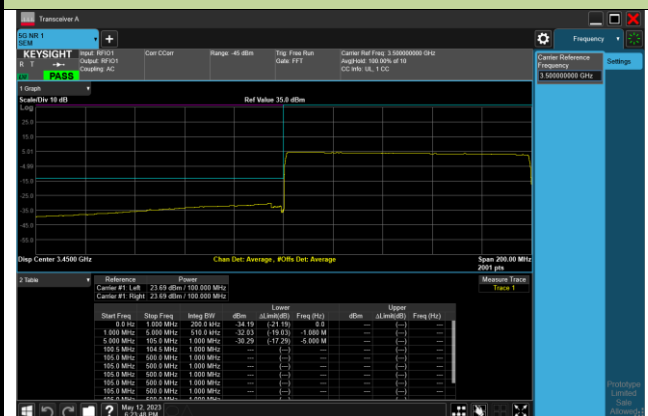 Transceiver A
5G NR 1
SEM
Frequency
KEYSIGHT
Input: RFIO1
Output: RFIO1
Coupling: AC
Corr CCorr
Range: -45 dBm
Trig: Free Run
Gate: FFT
Carrier Ref Freq: 3.500000000 GHz
Avg|Hold: 100.00% of 10
CC Info: UL, 1 CC
R T
PASS
Carrier Reference
Frequency
3.500000000 GHz
Settings
1 Graph
Scale/Div 10 dB
Ref Value 35.0 dBm
Log
25.0
15.0
5.01
-4.99
-15.0
-25.0
-35.0
-45.0
-55.0
Disp Center 3.4500 GHz
Chan Det: Average, #Offs Det: Average
Span 200.00 MHz
2001 pts
2 Table
Reference Power
Carrier #1: Left 23.69 dBm / 100.000 MHz
Carrier #1: Right 23.69 dBm / 100.000 MHz
Measure Trace
Trace 1
Lower Upper
Start Freq Stop Freq Integ BW dBm ΔLimit(dB) Freq (Hz) dBm ΔLimit(dB) Freq (Hz)
0.0 Hz 1.000 MHz 200.0 kHz -34.19 (-21.19) 0.0 --- (---) ---
1.000 MHz 5.000 MHz 510.0 kHz -32.03 (-19.03) -1.080 M --- (---) ---
5.000 MHz 105.0 MHz 1.000 MHz -30.29 (-17.29) -5.000 M --- (---) ---
100.5 MHz 104.5 MHz 1.000 MHz --- (---) --- --- (---) ---
105.0 MHz 500.0 MHz 1.000 MHz --- (---) --- --- (---) ---
105.0 MHz 500.0 MHz 1.000 MHz --- (---) --- --- (---) ---
105.0 MHz 500.0 MHz 1.000 MHz --- (---) --- --- (---) ---
105.0 MHz 500.0 MHz 1.000 MHz --- (---) --- --- (---) ---
105.0 MHz 500.0 MHz 1.000 MHz --- (---) --- --- (---) ---
May 12, 2023
6:23:48 PM
Prototype
Limited
Sale
Allowed